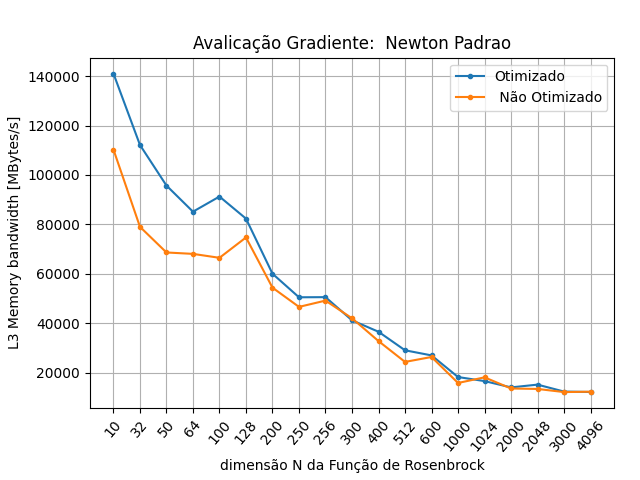 Avalicação Gradiente:  Newton Padrao
Otimizado
Não Otimizado
L3 Memory bandwidth [MBytes/s]
140000
120000
100000
80000
60000
40000
20000
10 32 50 64 100 128 200 250 256 300 400 512 600 1000 1024 2000 2048 3000 4096
dimensão N da Função de Rosenbrock